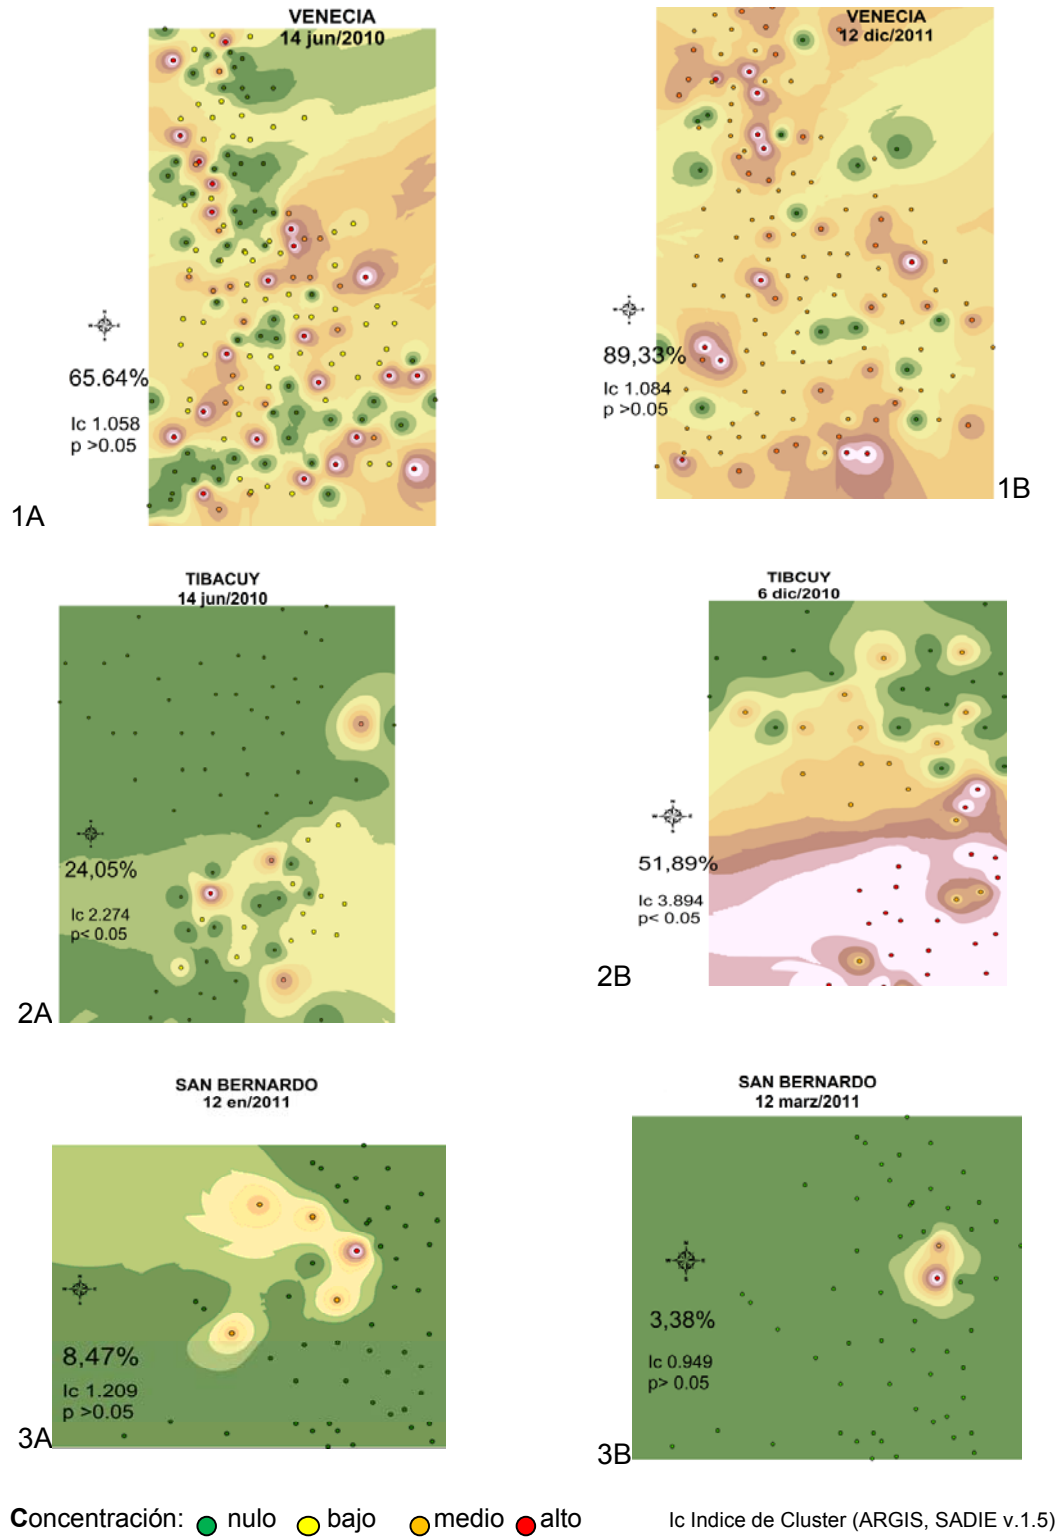 VENECIA
14 jun/2010
VENECIA
12 dic/2011
65.64%
Ic 1.058
p >0.05
1A
89,33%
Ic 1.084
p >0.05
1B
TIBACUY
14 jun/2010
TIBCUY
6 dic/2010
24,05%
Ic 2.274
p< 0.05
2A
51,89%
Ic 3.894
p< 0.05
2B
SAN BERNARDO
12 en/2011
SAN BERNARDO
12 marz/2011
8,47%
Ic 1.209
p >0.05
3A
3,38%
Ic 0.949
p> 0.05
3B
Concentración: nulo bajo medio alto
Ic Indice de Cluster (ARGIS, SADIE v.1.5)